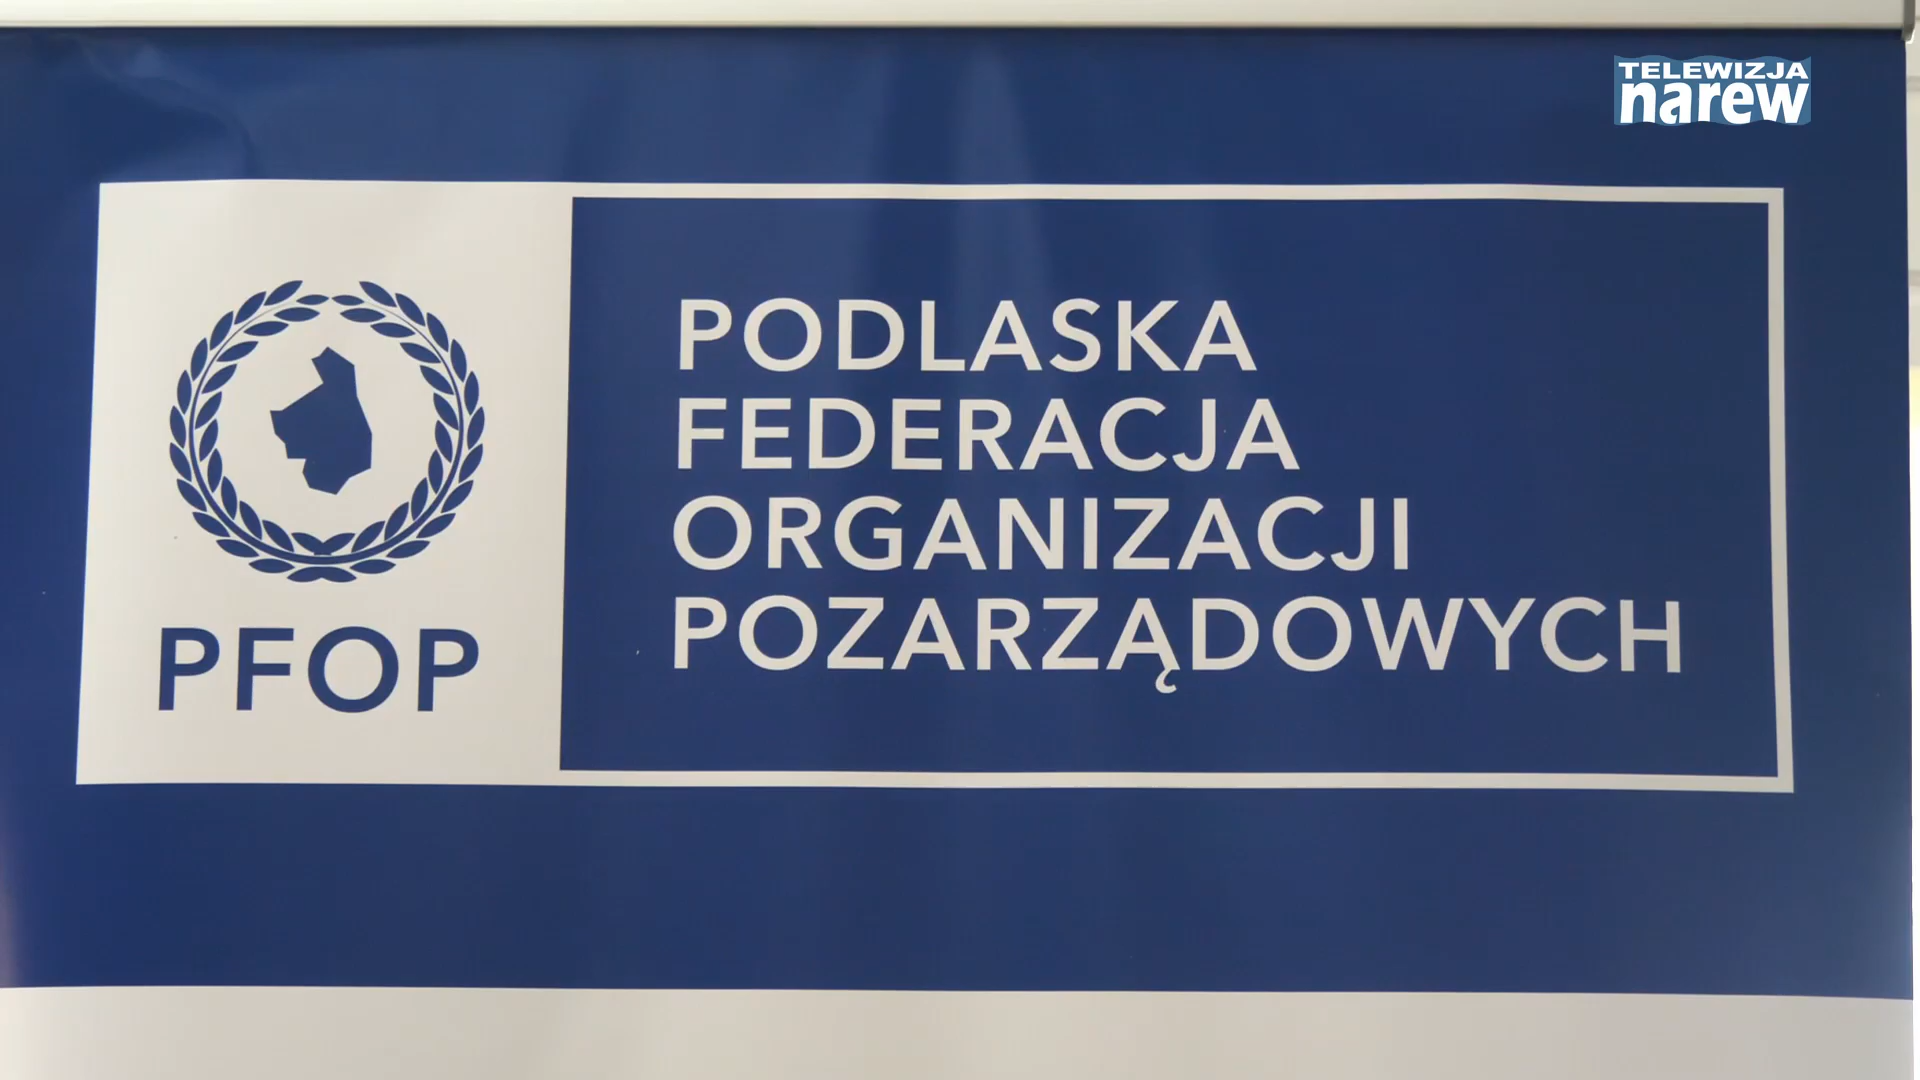 TELEWIZJA
narew
PODLASKA
FEDERACJA
ORGANIZACJI
POZARZĄDOWYCH
PFOP